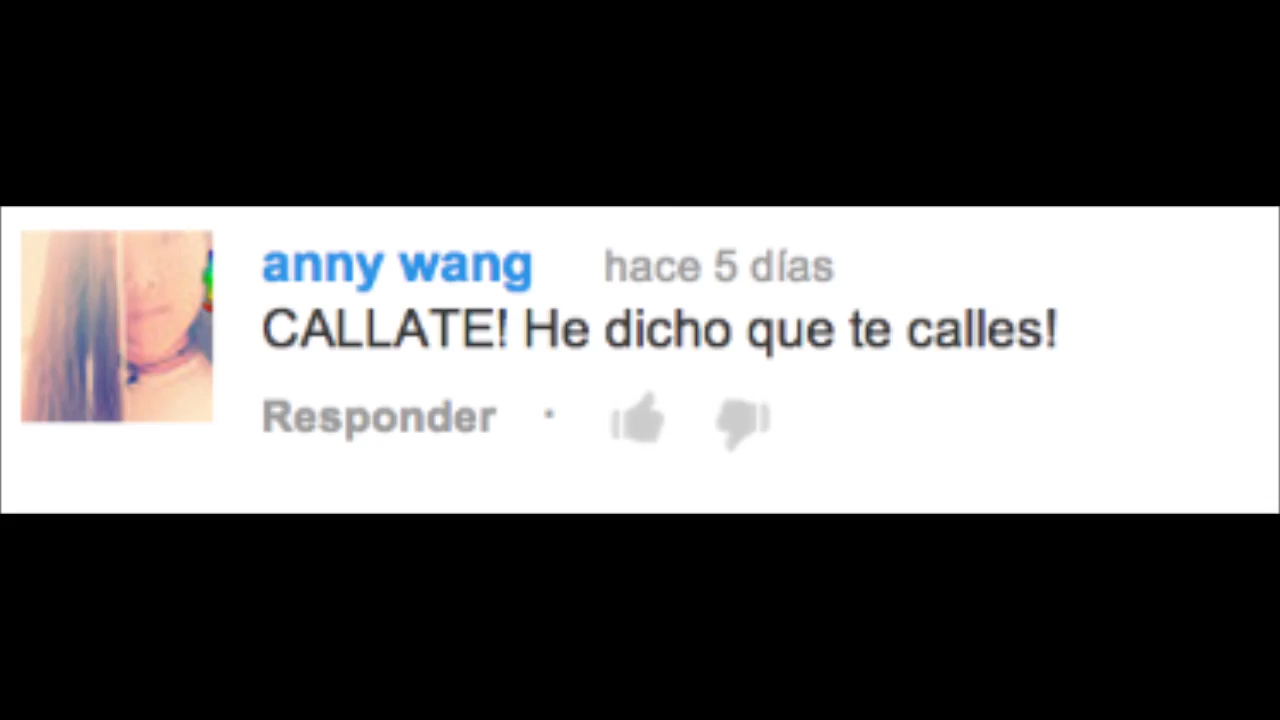 anny wang hace 5 días
CALLATE! He dicho que te calles!
Responder ·